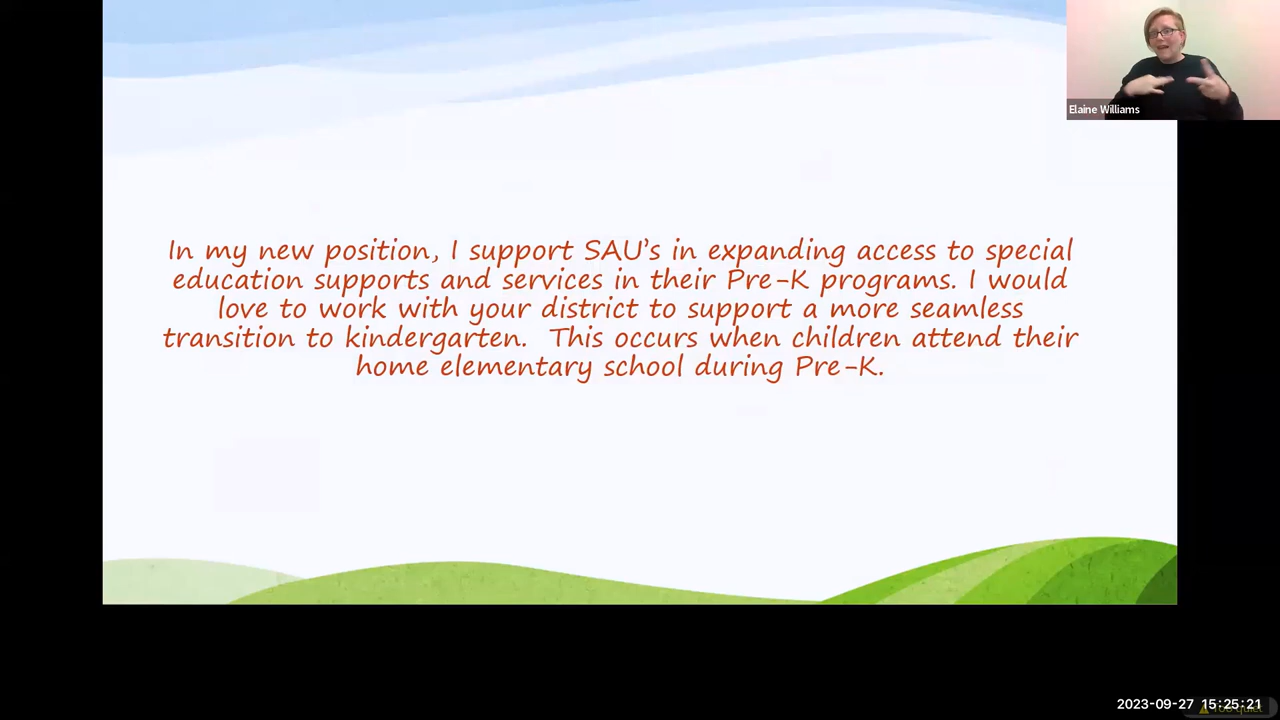 Elaine Williams
In my new position, I support SAU's in expanding access to special
education supports and services in their Pre-K programs. I would
love to work with your district to support a more seamless
transition to kindergarten. This occurs when children attend their
home elementary school during Pre-K.
2023-09-27 15:25:21